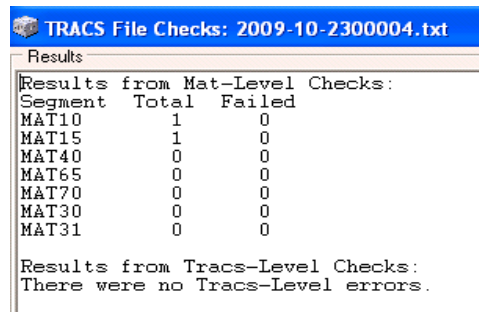 TRACS File Checks: 2009-10-2300004.txt
Results
Results from Mat-Level Checks:
Segment Total Failed
MAT10 1 0
MAT15 1 0
MAT40 0 0
MAT65 0 0
MAT70 0 0
MAT30 0 0
MAT31 0 0
Results from Tracs-Level Checks:
There were no Tracs-Level errors.